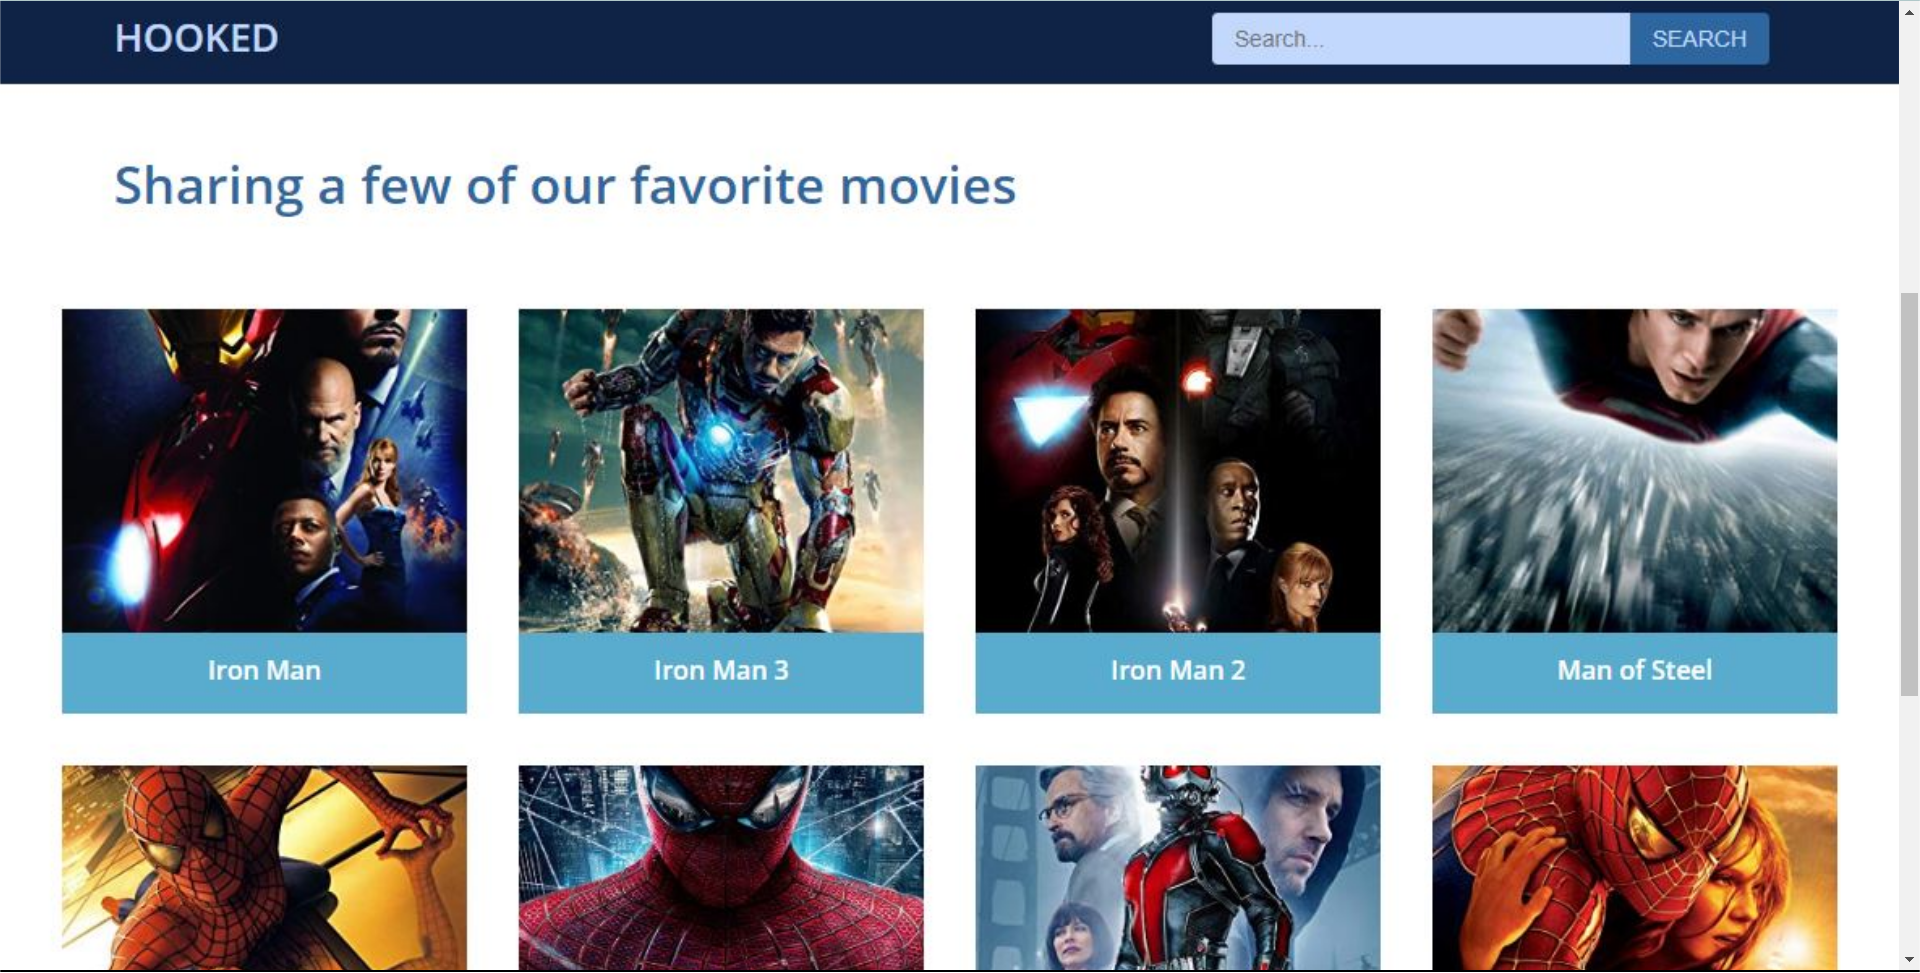 HOOKED
Search...
SEARCH
Sharing a few of our favorite movies
Iron Man
Iron Man 3
Iron Man 2
Man of Steel